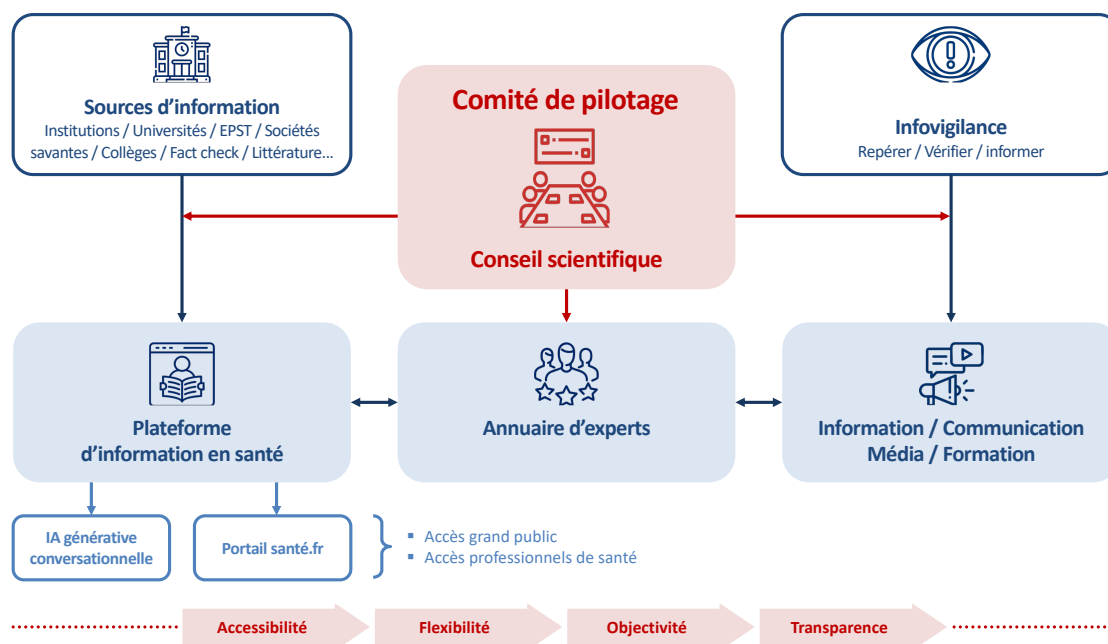 Sources d’information
Institutions / Universités / EPST / Sociétés
savantes / Collèges / Fact check / Littérature...
Comité de pilotage
Conseil scientifique
Infovigilance
Repérer / Vérifier / informer
Plateforme
d’information en santé
Annuaire d’experts
Information / Communication
Média / Formation
IA générative
conversationnelle
Portail santé.fr
▪ Accès grand public
▪ Accès professionnels de santé
Accessibilité
Flexibilité
Objectivité
Transparence